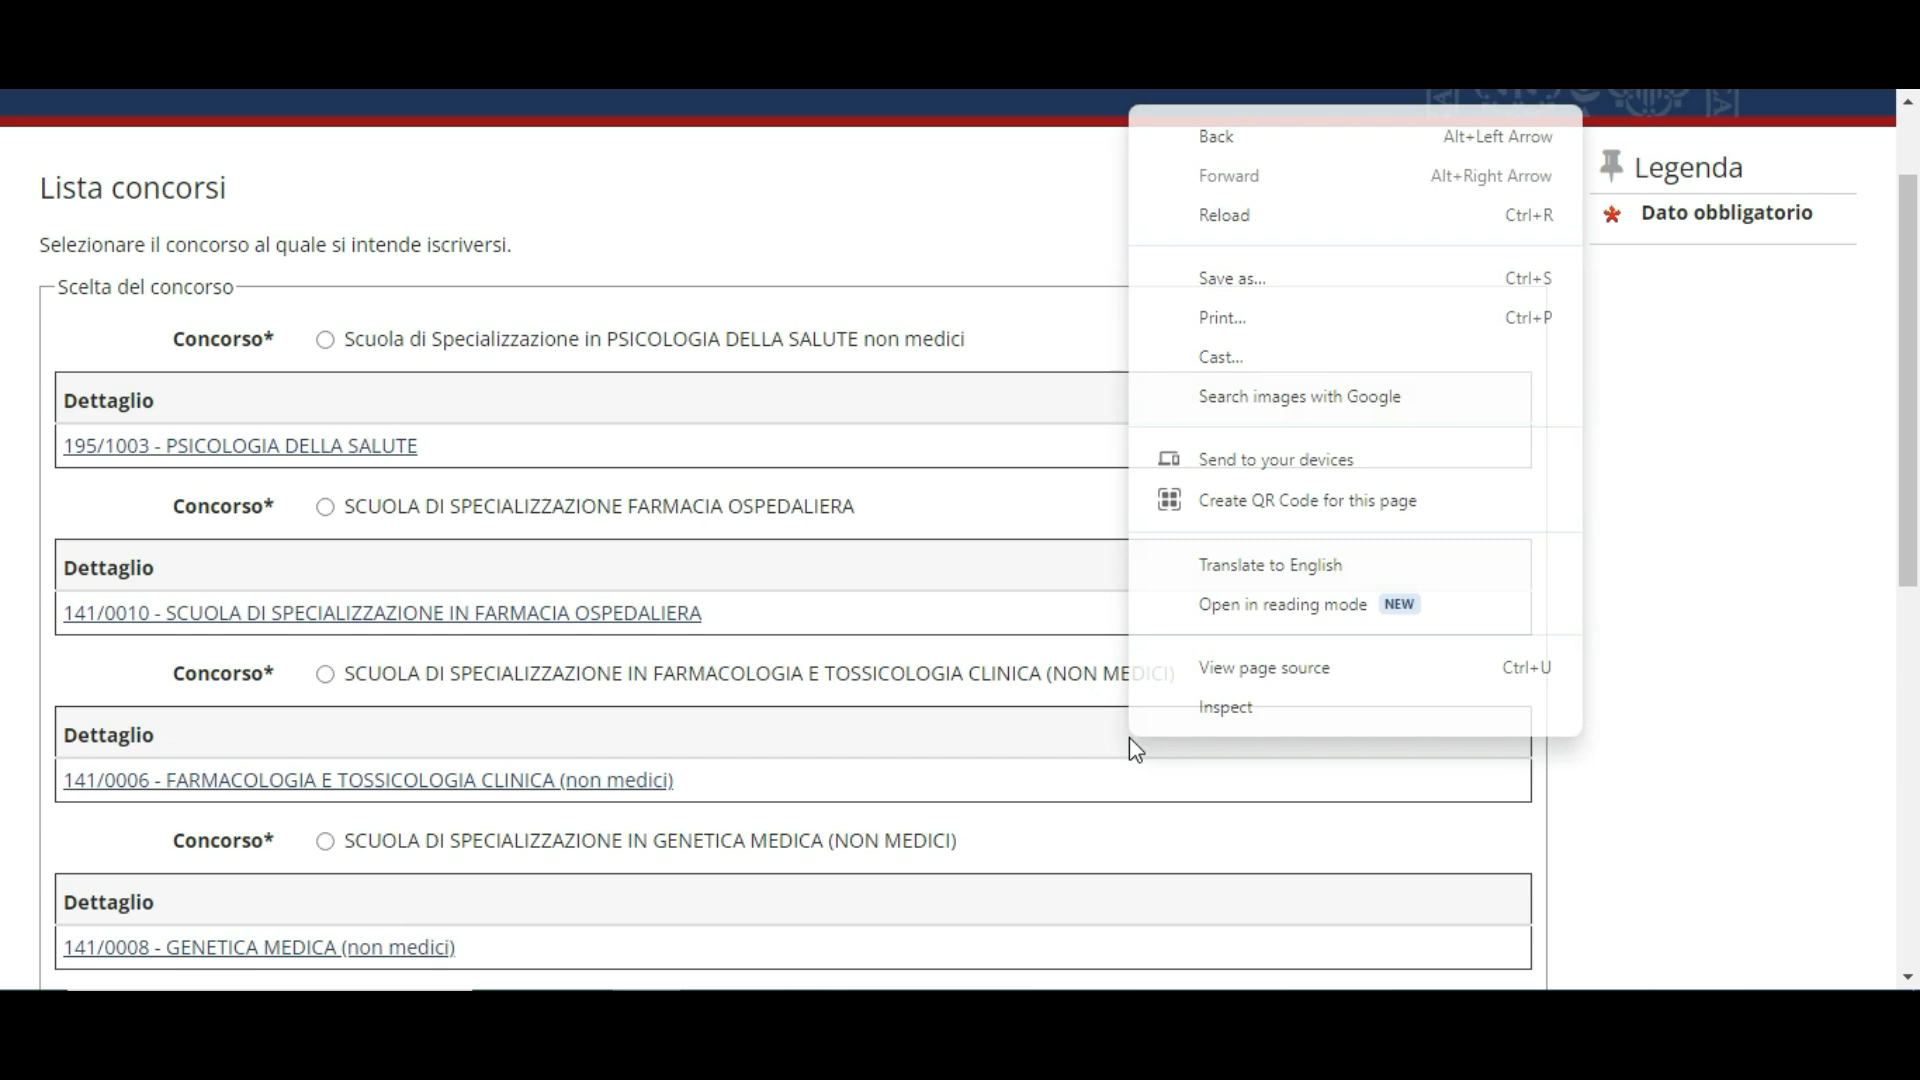 Lista concorsi
Selezionare il concorso al quale si intende iscriversi.
Scelta del concorso
Concorso* Scuola di Specializzazione in PSICOLOGIA DELLA SALUTE non medici
Dettaglio
195/1003 - PSICOLOGIA DELLA SALUTE
Concorso* SCUOLA DI SPECIALIZZAZIONE FARMACIA OSPEDALIERA
Dettaglio
141/0010 - SCUOLA DI SPECIALIZZAZIONE IN FARMACIA OSPEDALIERA
Concorso* SCUOLA DI SPECIALIZZAZIONE IN FARMACOLOGIA E TOSSICOLOGIA CLINICA (NON MEDICI)
Dettaglio
141/0006 - FARMACOLOGIA E TOSSICOLOGIA CLINICA (non medici)
Concorso* SCUOLA DI SPECIALIZZAZIONE IN GENETICA MEDICA (NON MEDICI)
Dettaglio
141/0008 - GENETICA MEDICA (non medici)
Back Alt+Left Arrow
Forward Alt+Right Arrow
Reload Ctrl+R
Save as... Ctrl+S
Print... Ctrl+P
Cast...
Search images with Google
Send to your devices
Create QR Code for this page
Translate to English
Open in reading mode NEW
View page source Ctrl+U
Inspect
Legenda
Dato obbligatorio